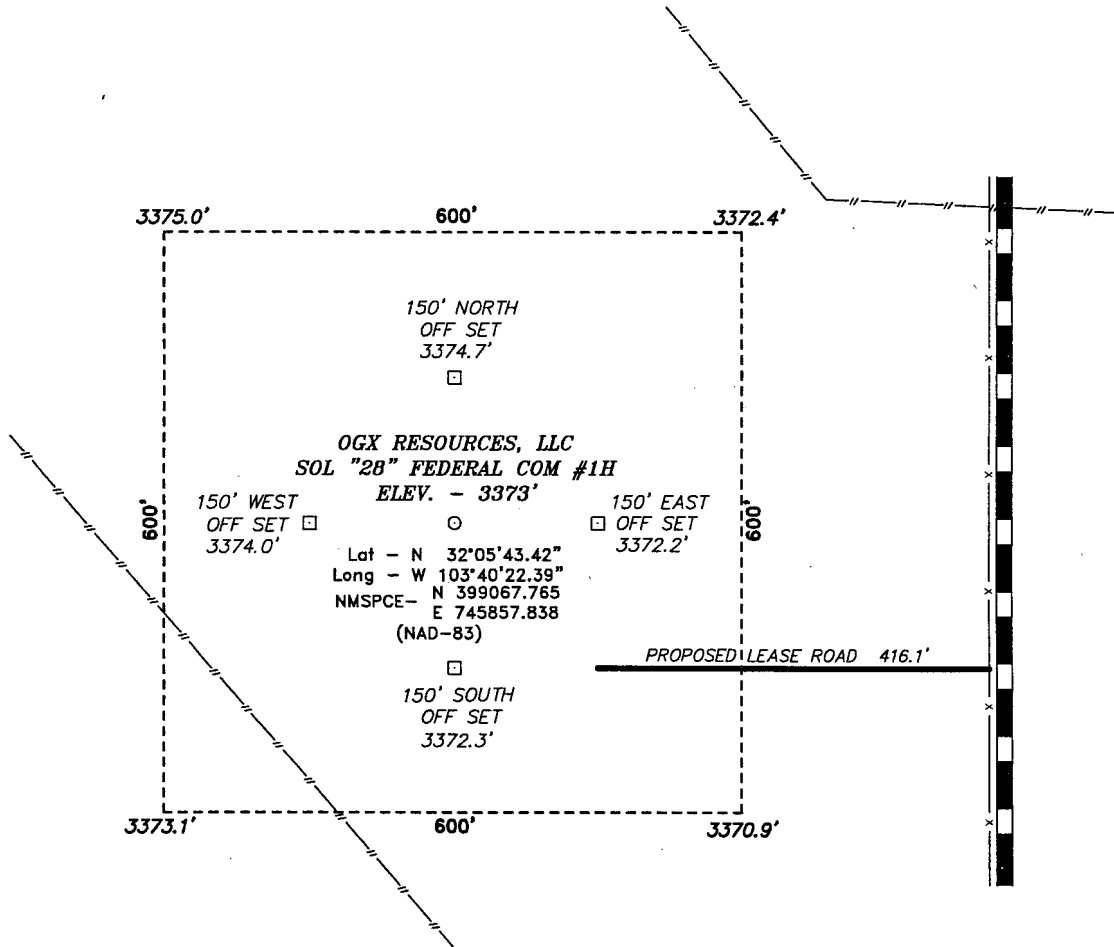 3375.0'
600'
3372.4'
150' NORTH
OFF SET
3374.7'
OGX RESOURCES, LLC
SOL "28" FEDERAL COM #1H
ELEV. - 3373'
600'
150' WEST
OFF SET
3374.0'
150' EAST
OFF SET
3372.2'
600'
Lat - N 32°05'43.42"
Long - W 103°40'22.39"
NMSPCE- N 399067.765
E 745857.838
(NAD-83)
PROPOSED LEASE ROAD 416.1'
150' SOUTH
OFF SET
3372.3'
3373.1'
600'
3370.9'